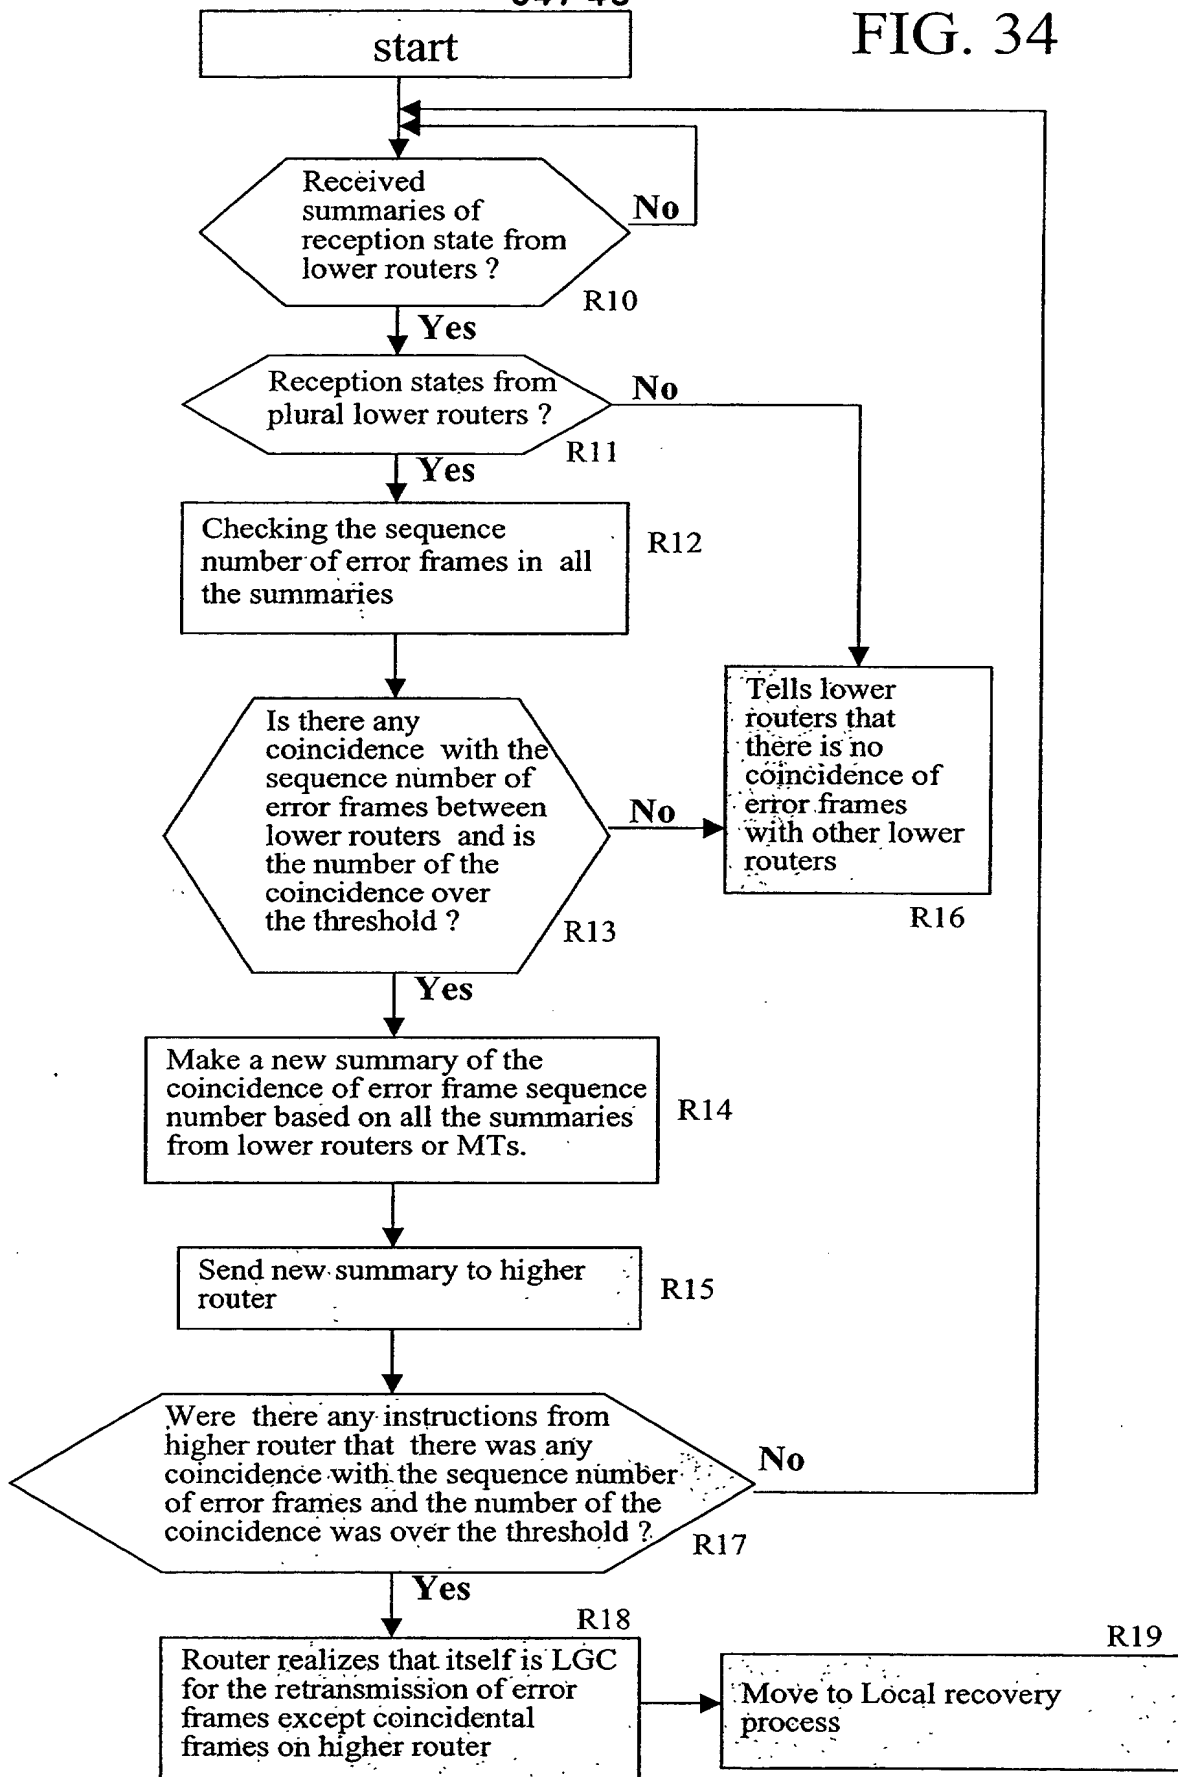 FIG. 34
start
Received
summaries of
reception state from
lower routers ?
No
R10
Yes
Reception states from
plural lower routers ?
No
R11
Yes
Checking the sequence
number of error frames in all
the summaries
R12
Is there any
coincidence with the
sequence number of
error frames between
lower routers and is
the number of the
coincidence over
the threshold ?
No
R13
Tells lower
routers that
there is no
coincidence of
error frames
with other lower
routers
R16
Yes
Make a new summary of the
coincidence of error frame sequence
number based on all the summaries
from lower routers or MTs.
R14
Send new summary to higher
router
R15
Were there any instructions from
higher router that there was any
coincidence with the sequence number
of error frames and the number of the
coincidence was over the threshold ?
No
R17
Yes
R18
Router realizes that itself is LGC
for the retransmission of error
frames except coincidental
frames on higher router
R19
Move to Local recovery
process